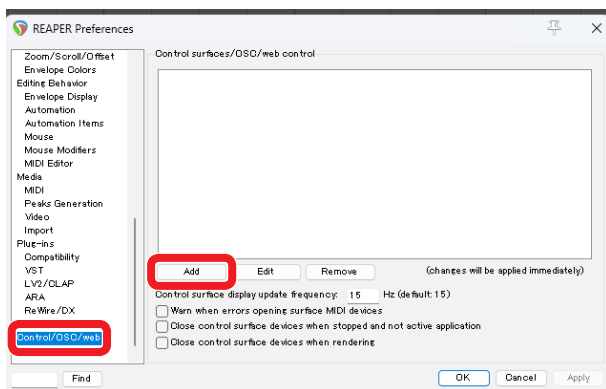 REAPER Preferences
Zoom/Scroll/Offset
Envelope Colors
Editing Behavior
Envelope Display
Automation
Automation Items
Mouse
Mouse Modifiers
MIDI Editor
Media
MIDI
Peaks Generation
Video
Import
Plug-ins
Compatibility
VST
LV2/CLAP
ARA
ReWire/DX
Control/OSC/web
Find
Control surfaces/OSC/web control
Add Edit Remove (changes will be applied immediately)
Control surface display update frequency: 15 Hz (default: 15)
Warn when errors opening surface MIDI devices
Close control surface devices when stopped and not active application
Close control surface devices when rendering
OK Cancel Apply